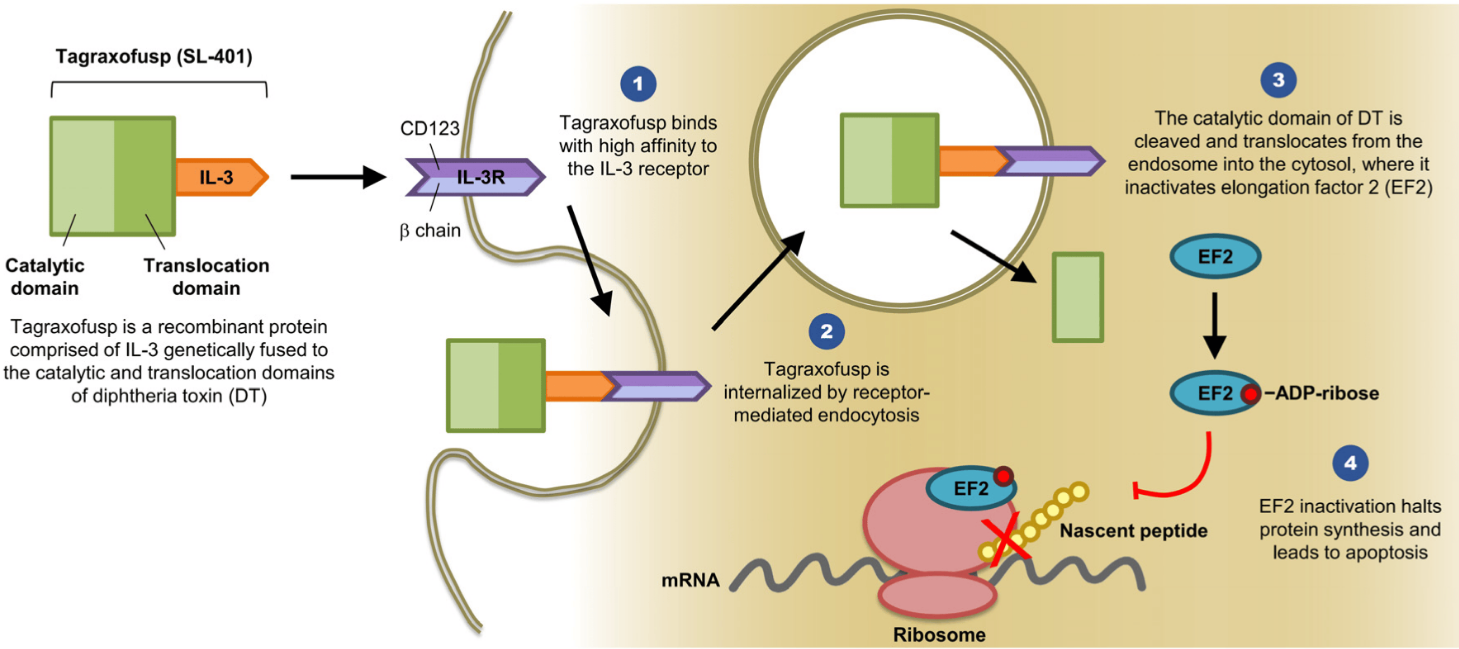 Tagraxofusp (SL-401)
IL-3
Catalytic
domain
Translocation
domain
Tagraxofusp is a recombinant protein
comprised of IL-3 genetically fused to
the catalytic and translocation domains
of diphtheria toxin (DT)
CD123
IL-3R
β chain
1
Tagraxofusp binds
with high affinity to
the IL-3 receptor
2
Tagraxofusp is
internalized by receptor-
mediated endocytosis
3
The catalytic domain of DT is
cleaved and translocates from the
endosome into the cytosol, where it
inactivates elongation factor 2 (EF2)
EF2
EF2
–ADP-ribose
4
EF2 inactivation halts
protein synthesis and
leads to apoptosis
EF2
Nascent peptide
mRNA
Ribosome